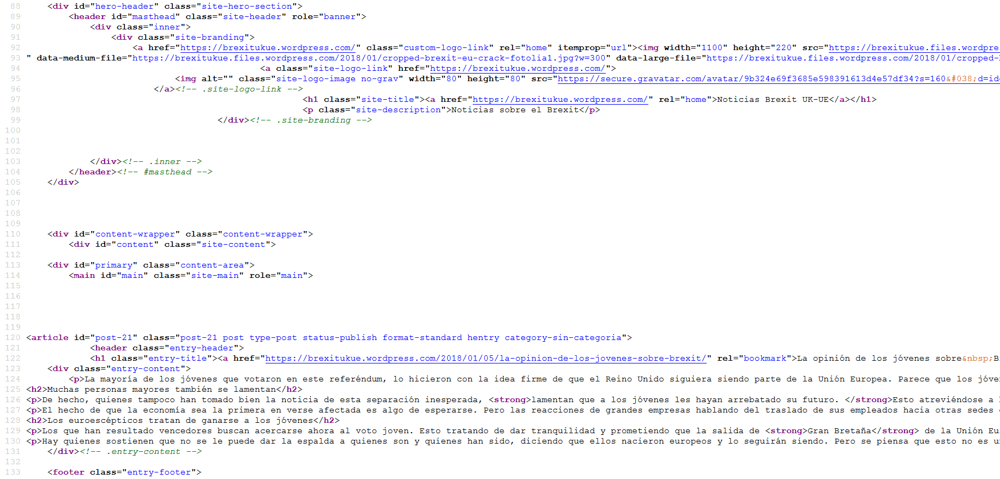 88 <div id="hero-header" class="site-hero-section">
89 <header id="masthead" class="site-header" role="banner">
90 <div class="inner">
91 <div class="site-branding">
92 <a href="https://brexitukue.wordpress.com/" class="custom-logo-link" rel="home" itemprop="url"><img width="1100" height="220" src="https://brexitukue.files.wordpre
93 " data-medium-file="https://brexitukue.files.wordpress.com/2018/01/cropped-brexit-eu-crack-fotolia1.jpg?w=300" data-large-file="https://brexitukue.files.wordpress.com/2018/01/cropped-
94 <a class="site-logo-link" href="https://brexitukue.wordpress.com/">
95 <img alt="" class="site-logo-image no-grav" width="80" height="80" src="https://secure.gravatar.com/avatar/9b324e69f3685e598391613d4e57df34?s=160&#038;d=ide
96 </a><!-- .site-logo-link -->
97 <h1 class="site-title"><a href="https://brexitukue.wordpress.com/" rel="home">Noticias Brexit UK-UE</a></h1>
98 <p class="site-description">Noticias sobre el Brexit</p>
99 </div><!-- .site-branding -->
100
101
102
103 </div><!-- .inner -->
104 </header><!-- #masthead -->
105 </div>
106
107
108
109
110 <div id="content-wrapper" class="content-wrapper">
111 <div id="content" class="site-content">
112
113 <div id="primary" class="content-area">
114 <main id="main" class="site-main" role="main">
115
116
117
118
119
120 <article id="post-21" class="post-21 post type-post status-publish format-standard hentry category-sin-categoria">
121 <header class="entry-header">
122 <h1 class="entry-title"><a href="https://brexitukue.wordpress.com/2018/01/05/la-opinion-de-los-jovenes-sobre-brexit/" rel="bookmark">La opinión de los jóvenes sobre&nbsp;B
123 <div class="entry-content">
124 <p>La mayoría de los jóvenes que votaron en este referéndum, lo hicieron con la idea firme de que el Reino Unido siguiera siendo parte de la Unión Europea. Parece que los jóve
125 <h2>Muchas personas mayores también se lamentan</h2>
126 <p>De hecho, quienes tampoco han tomado bien la noticia de esta separación inesperada, <strong>lamentan que a los jóvenes les hayan arrebatado su futuro. </strong>Esto atreviéndose a
127 <p>El hecho de que la economía sea la primera en verse afectada es algo de esperarse. Pero las reacciones de grandes empresas hablando del traslado de sus empleados hacia otras sedes
128 <h2>Los euroescépticos tratan de ganarse a los jóvenes</h2>
129 <p>Los que han resultado vencedores buscan acercarse ahora al voto joven. Esto tratando de dar tranquilidad y prometiendo que la salida de <strong>Gran Bretaña</strong> de la Unión Eu
130 <p>Hay quienes sostienen que no se le puede dar la espalda a quienes son y quienes han sido, diciendo que ellos nacieron europeos y lo seguirán siendo. Pero se piensa que esto no es u
131 </div><!-- .entry-content -->
132
133 <footer class="entry-footer">